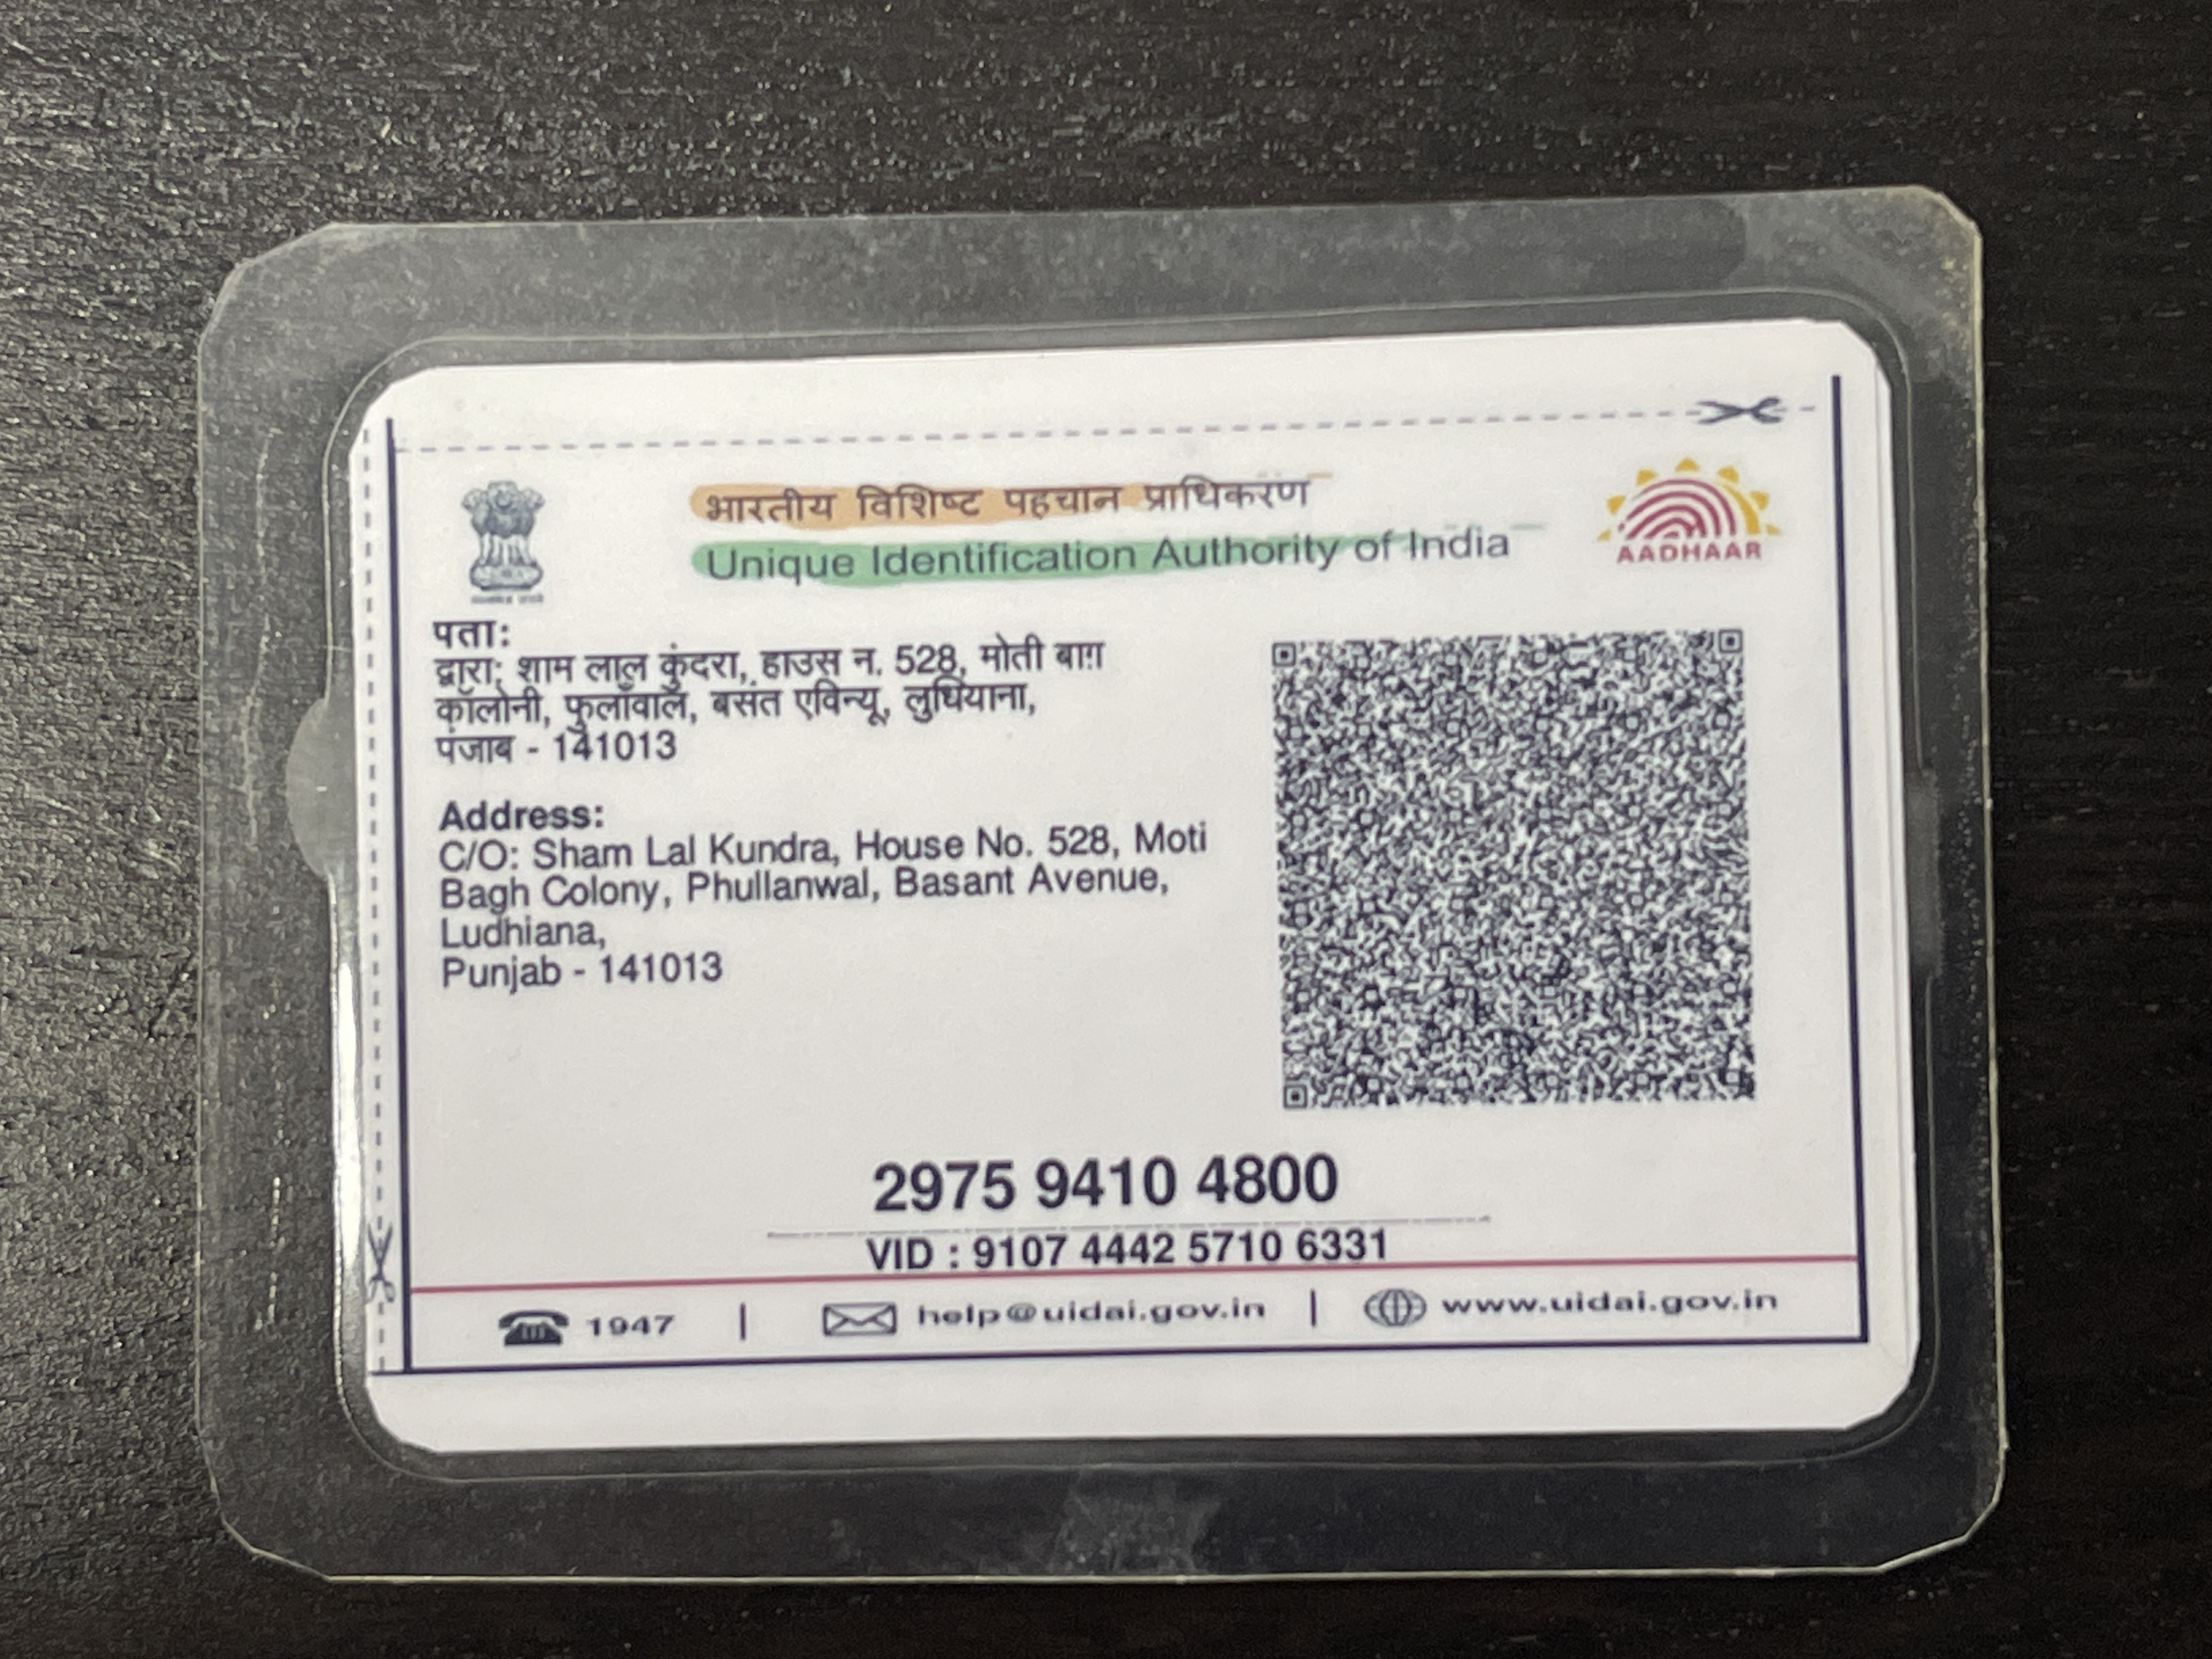 भारतीय विशिष्ट पहचान प्राधिकरण
Unique Identification Authority of India
AADHAAR
पता:
द्वारा: शाम लाल कुंदरा, हाउस न. 528, मोती बाग़
कॉलोनी, फुलांवाल, बसंत एविन्यू, लुधियाना,
पंजाब - 141013
Address:
C/O: Sham Lal Kundra, House No. 528, Moti
Bagh Colony, Phullanwal, Basant Avenue,
Ludhiana,
Punjab - 141013
2975 9410 4800
VID : 9107 4442 5710 6331
1947 | help@uidai.gov.in | www.uidai.gov.in